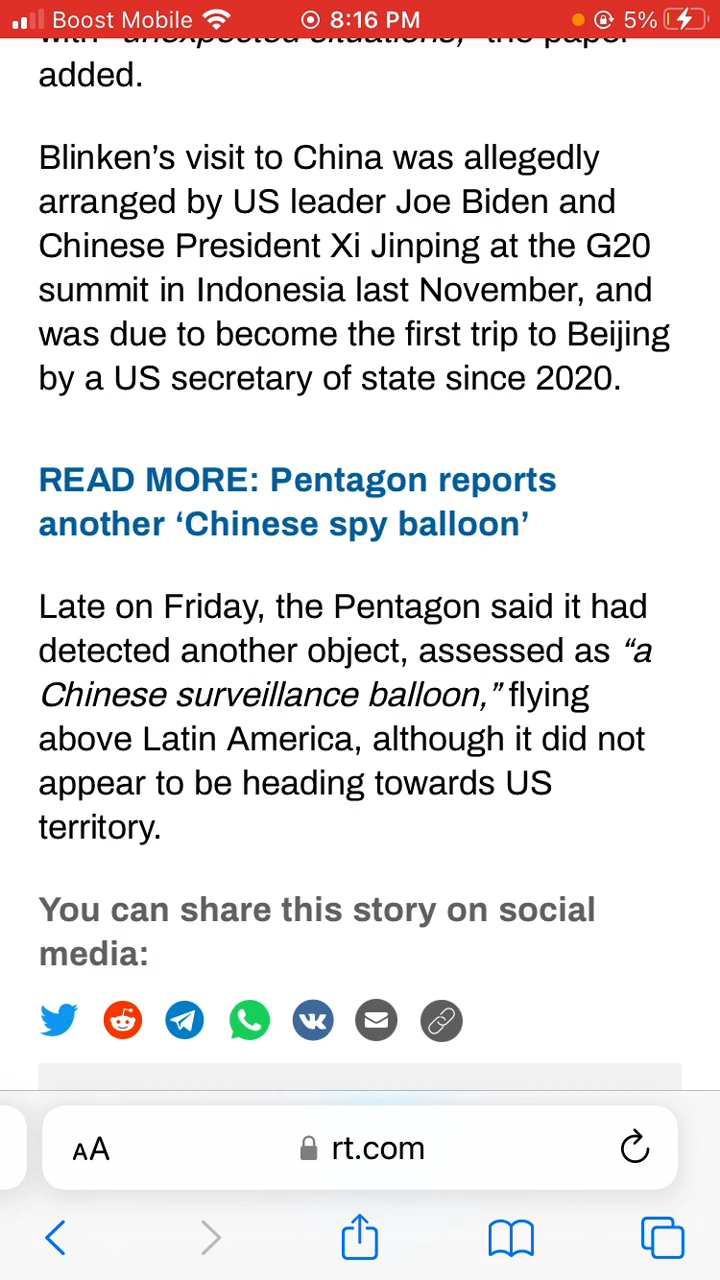 Boost Mobile 8:16 PM 5%
with "unexpected situations," the paper
added.
Blinken’s visit to China was allegedly
arranged by US leader Joe Biden and
Chinese President Xi Jinping at the G20
summit in Indonesia last November, and
was due to become the first trip to Beijing
by a US secretary of state since 2020.
READ MORE: Pentagon reports
another ‘Chinese spy balloon’
Late on Friday, the Pentagon said it had
detected another object, assessed as “a
Chinese surveillance balloon,” flying
above Latin America, although it did not
appear to be heading towards US
territory.
You can share this story on social
media:
AA rt.com